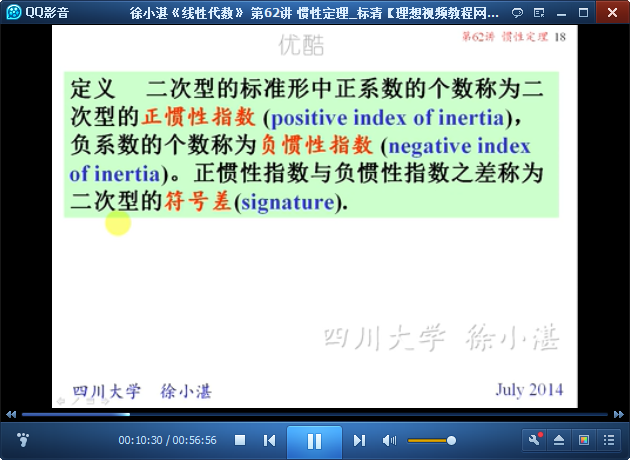 QQ影音
徐小湛《线性代数》 第62讲 惯性定理_标清【理想视频教程网...
优酷
第62讲 惯性定理 18
定义 二次型的标准形中正系数的个数称为二
次型的正惯性指数 (positive index of inertia),
负系数的个数称为负惯性指数 (negative index
of inertia)。正惯性指数与负惯性指数之差称为
二次型的符号差(signature).
四川大学 徐小湛
四川大学 徐小湛
July 2014
00:10:30 / 00:56:56